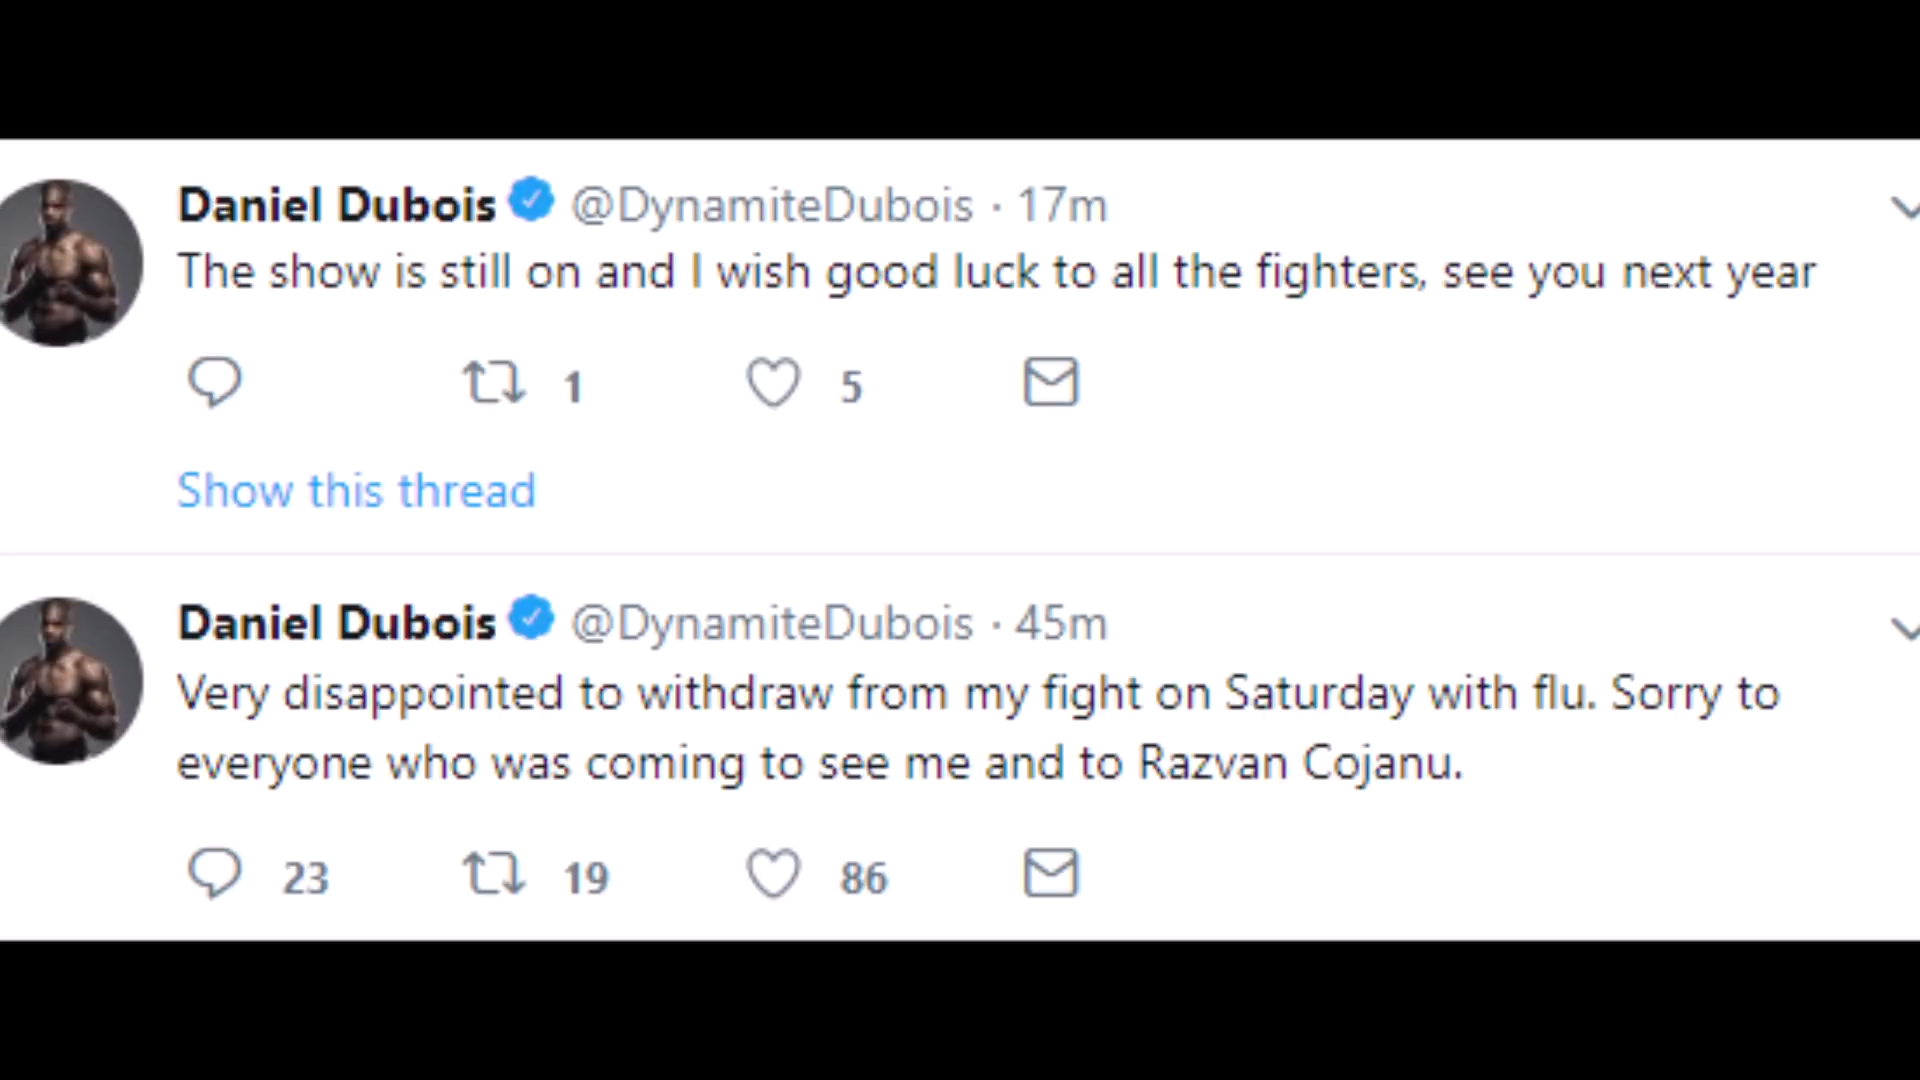 Daniel Dubois @DynamiteDubois · 17m
The show is still on and I wish good luck to all the fighters, see you next year
1 5
Show this thread
Daniel Dubois @DynamiteDubois · 45m
Very disappointed to withdraw from my fight on Saturday with flu. Sorry to
everyone who was coming to see me and to Razvan Cojanu.
23 19 86